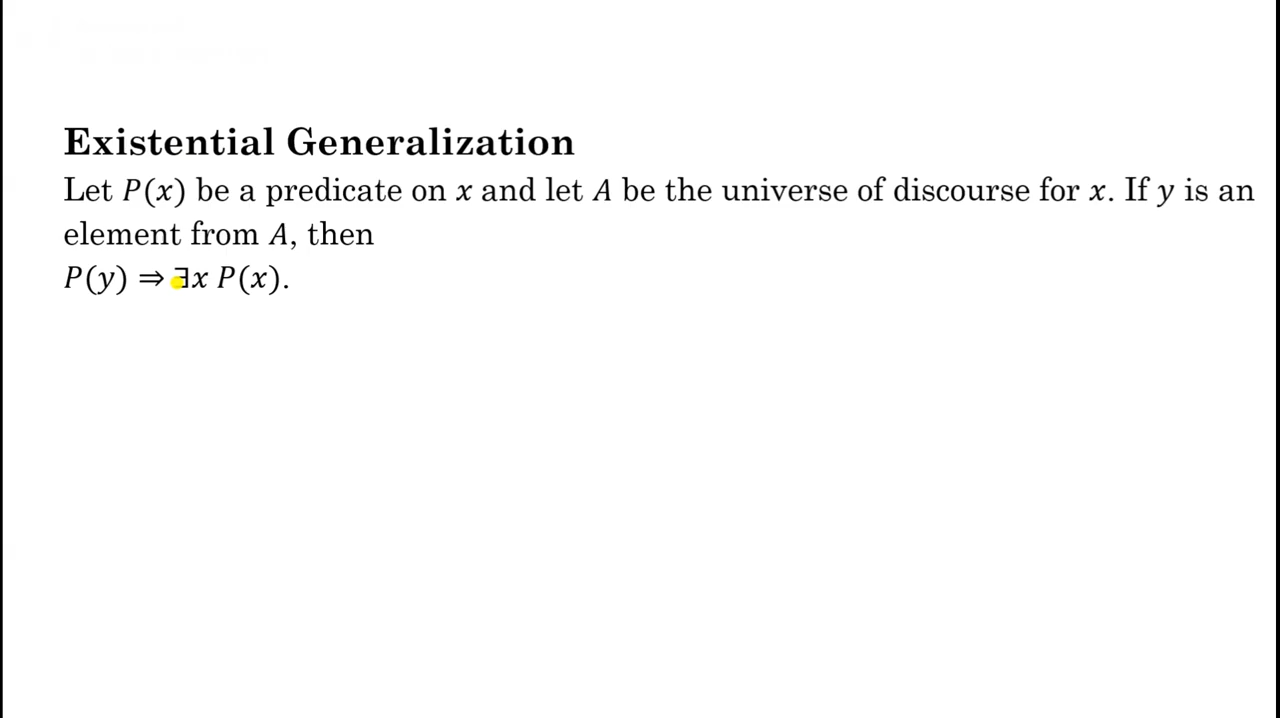 Existential Generalization
Let P(x) be a predicate on x and let A be the universe of discourse for x. If y is an
element from A, then
P(y) ⇒ ∃x P(x).